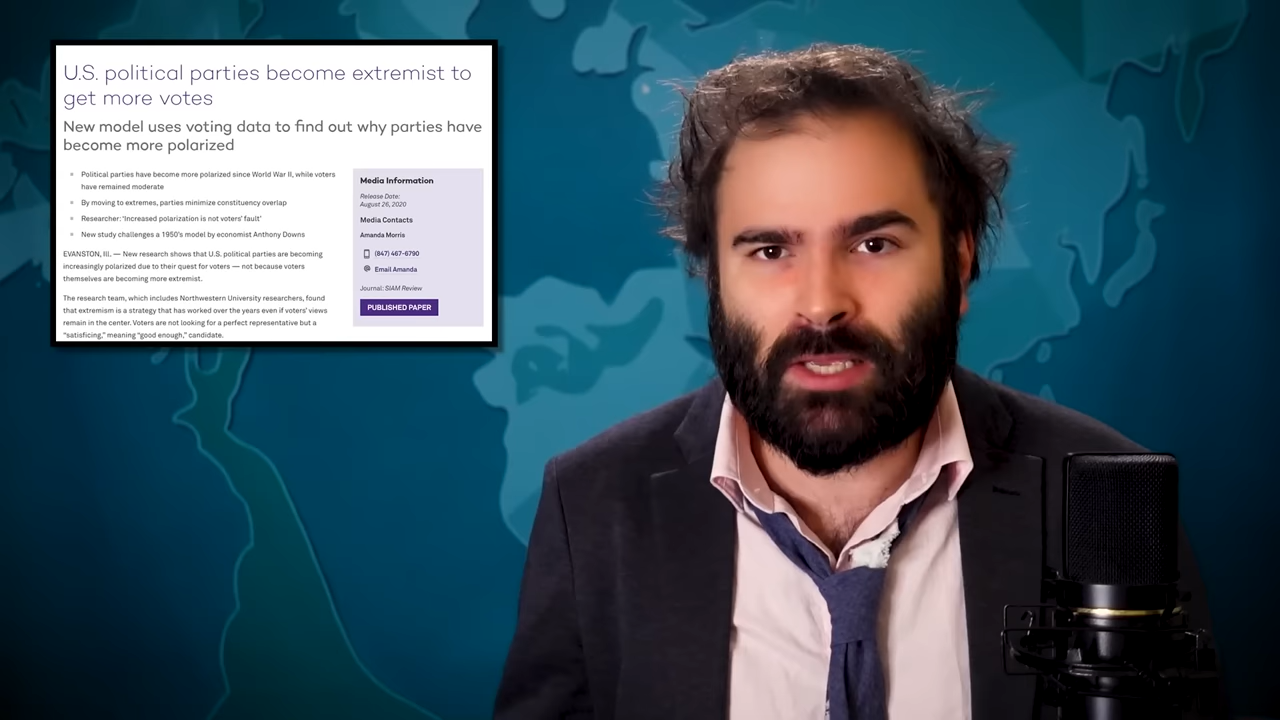 U.S. political parties become extremist to
get more votes
New model uses voting data to find out why parties have
become more polarized
Political parties have become more polarized since World War II, while voters
have remained moderate
By moving to extremes, parties minimize constituency overlap
Researcher: 'Increased polarization is not voters' fault'
New study challenges a 1950's model by economist Anthony Downs
EVANSTON, Ill. — New research shows that U.S. political parties are becoming
increasingly polarized due to their quest for voters — not because voters
themselves are becoming more extremist.
The research team, which includes Northwestern University researchers, found
that extremism is a strategy that has worked over the years even if voters' views
remain in the center. Voters are not looking for a perfect representative but a
"satisficing," meaning "good enough," candidate.
Media Information
Release Date:
August 26, 2020
Media Contacts
Amanda Morris
(847) 467-6790
Email Amanda
Journal: SIAM Review
PUBLISHED PAPER